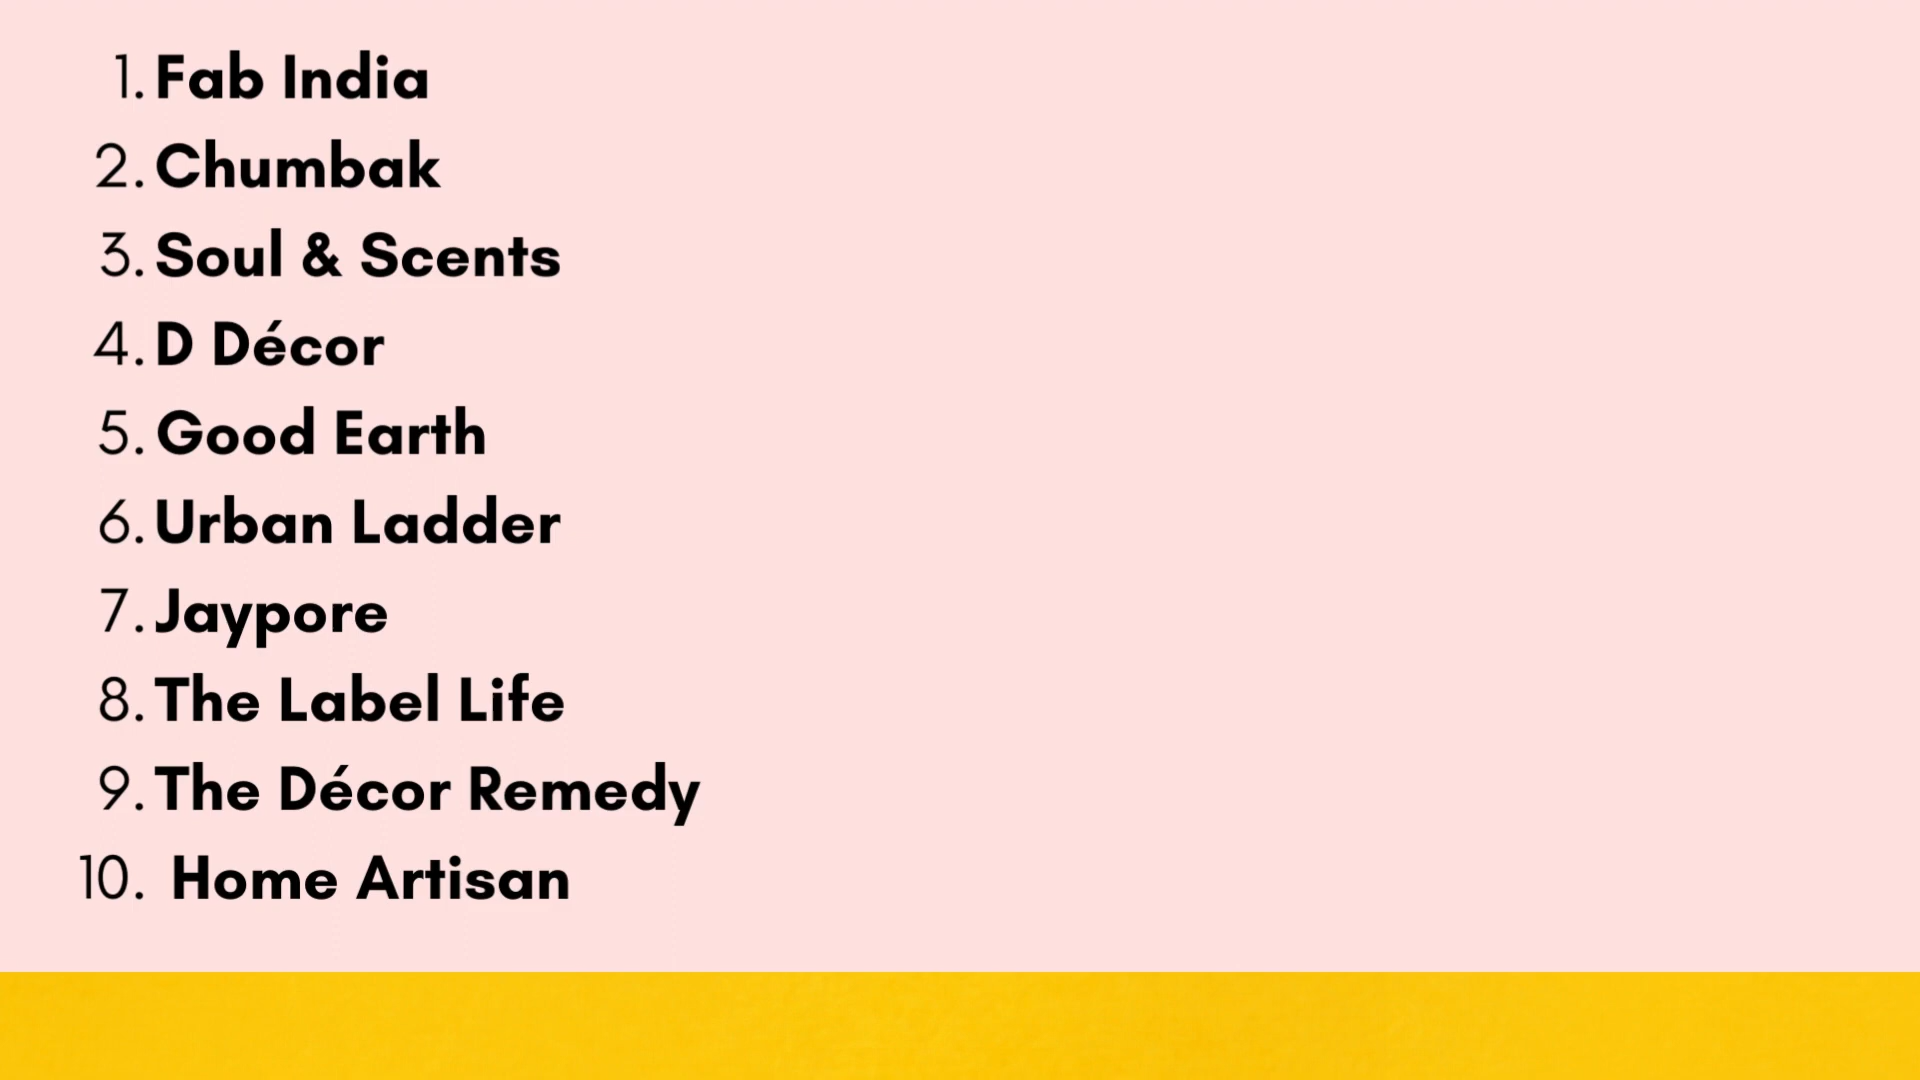 1. Fab India
2. Chumbak
3. Soul & Scents
4. D Décor
5. Good Earth
6. Urban Ladder
7. Jaypore
8. The Label Life
9. The Décor Remedy
10. Home Artisan